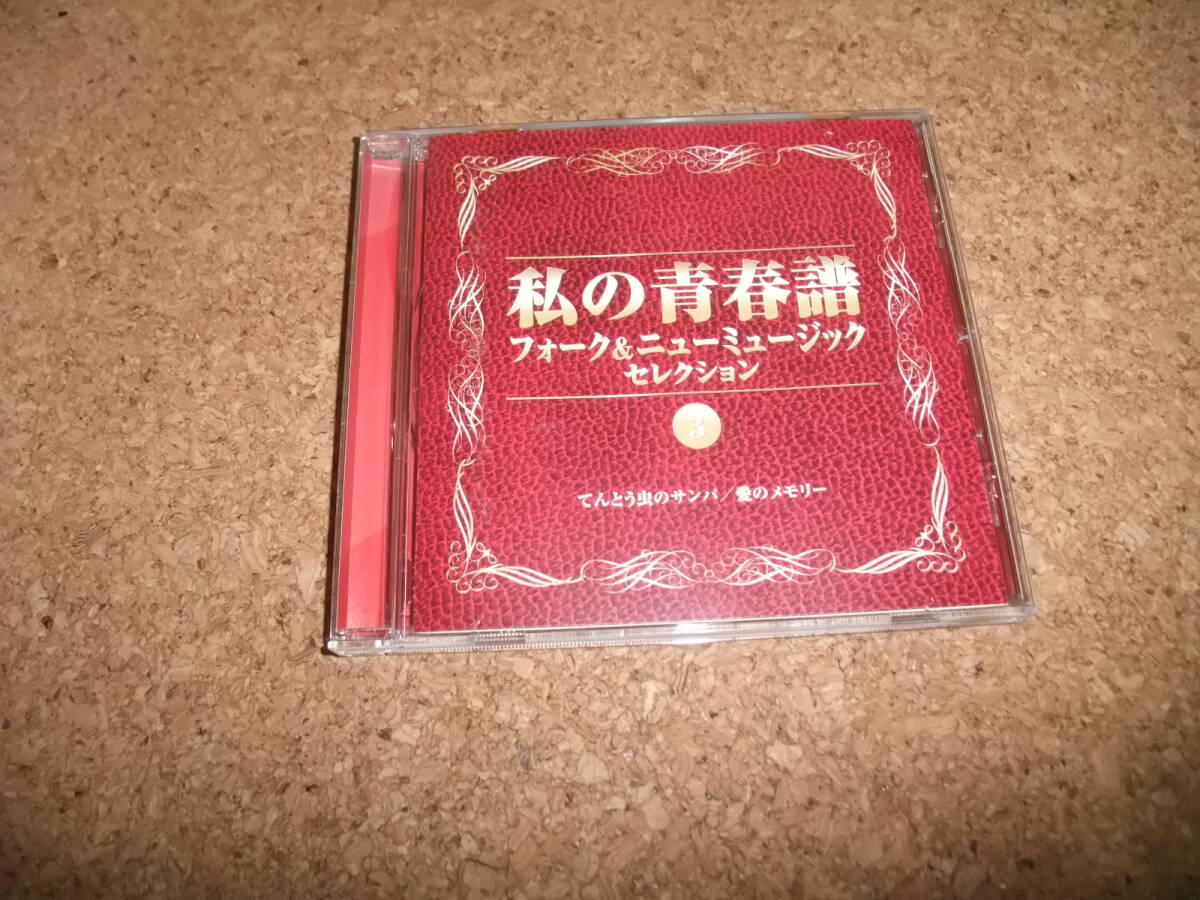 私の青春譜
フォーク&ニューミュージック
セレクション
3
てんとう虫のサンバ／愛のメモリー